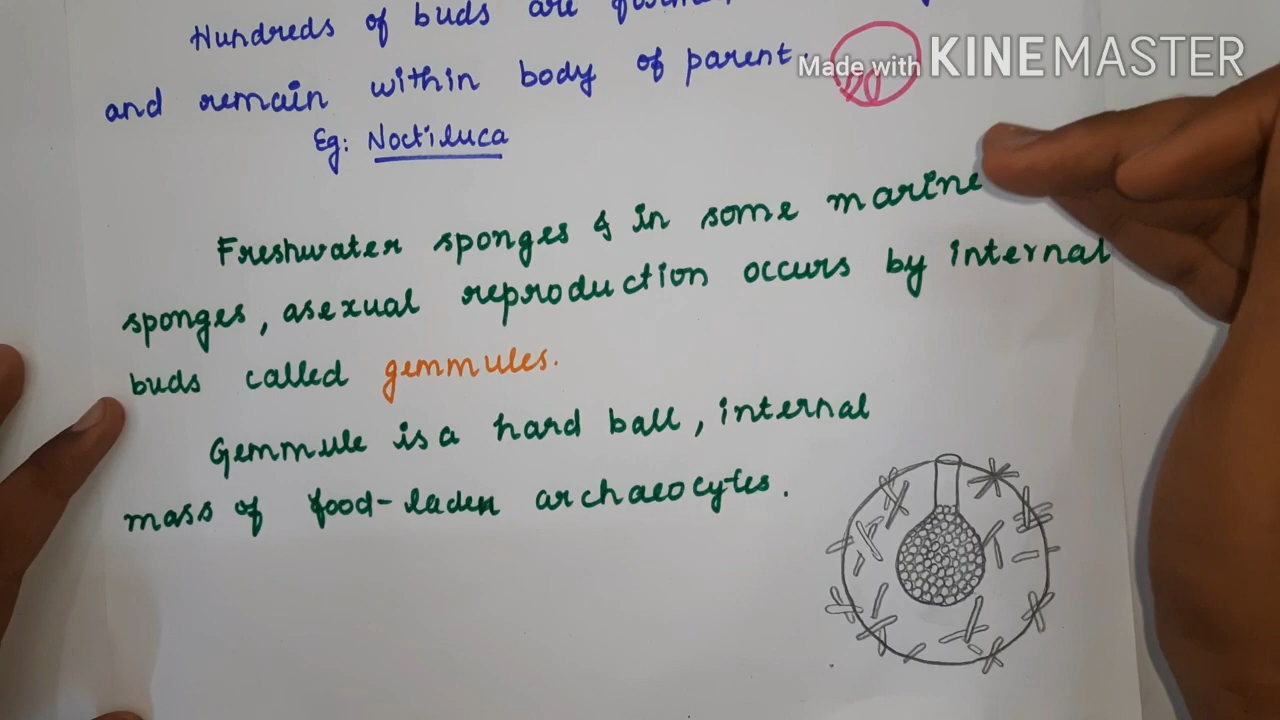 Hundreds of buds are
and remain within body of parent.
Made with KINEMASTER
Eg: Noctiluca
Freshwater sponges & in some marine
sponges, asexual reproduction occurs by internal
buds called gemmules.
Gemmule is a hard ball, internal
mass of food-laden archaeocytes.